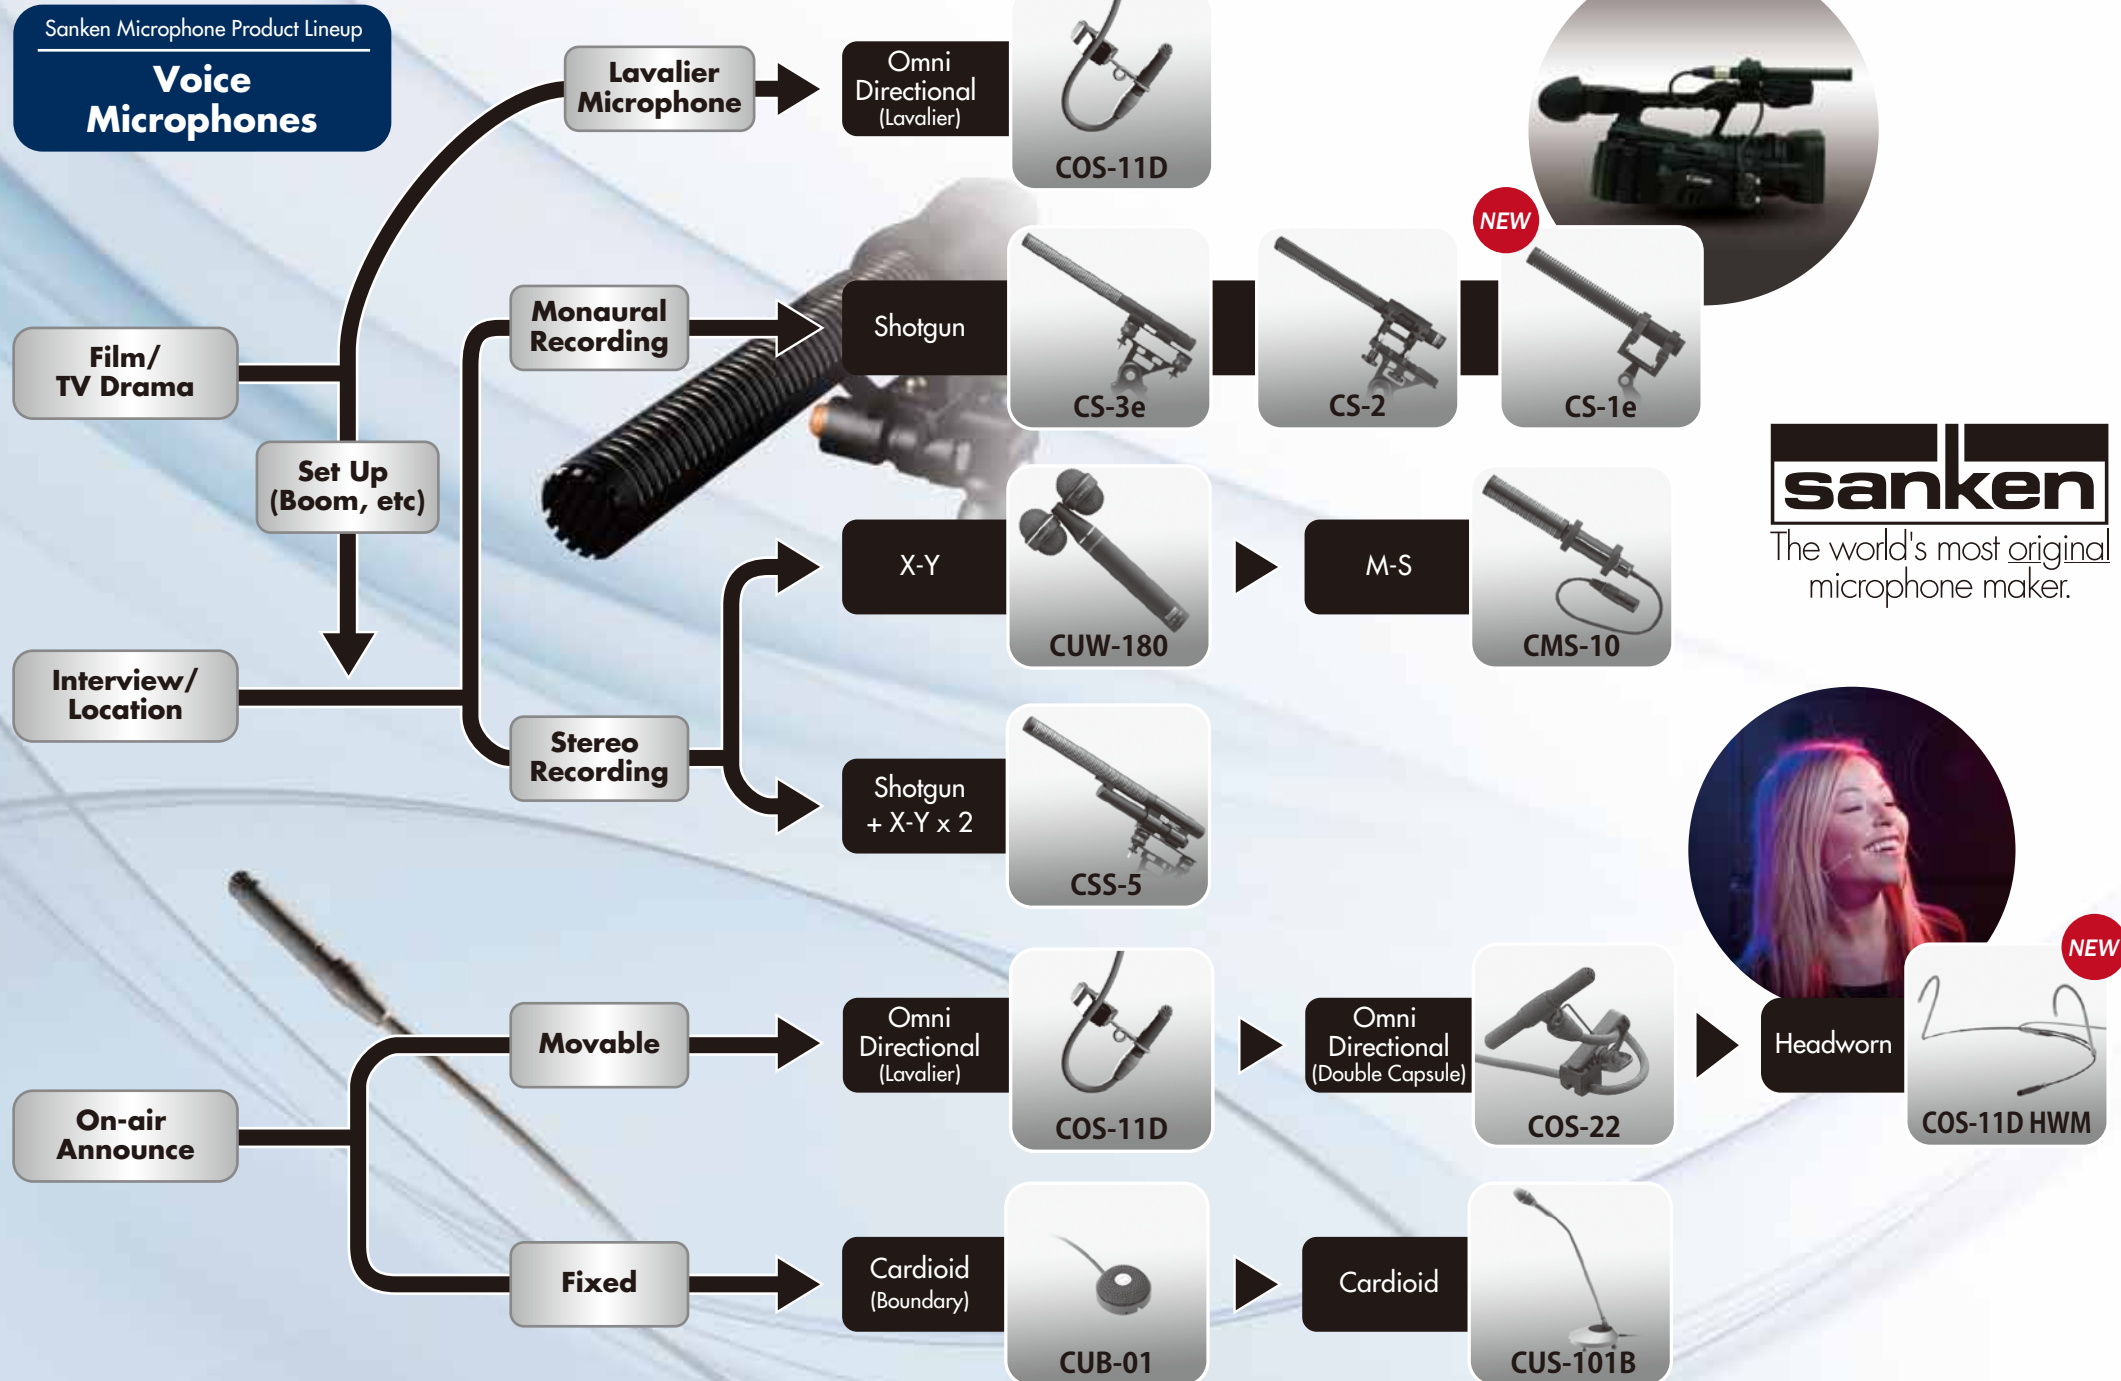 Sanken Microphone Product Lineup
Voice
Microphones
Lavalier
Microphone
Omni
Directional
(Lavalier)
COS-11D
Film/
TV Drama
Set Up
(Boom, etc)
Monaural
Recording
Shotgun
CS-3e
CS-2
NEW
CS-1e
sanken
The world's most original
microphone maker.
Interview/
Location
Stereo
Recording
X-Y
CUW-180
M-S
CMS-10
Shotgun
+ X-Y x 2
CSS-5
On-air
Announce
Movable
Omni
Directional
(Lavalier)
COS-11D
Omni
Directional
(Double Capsule)
COS-22
Headworn
NEW
COS-11D HWM
Fixed
Cardioid
(Boundary)
CUB-01
Cardioid
CUS-101B